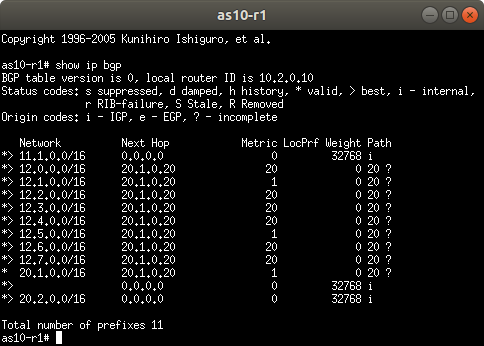 as10-r1
Copyright 1996-2005 Kunihiro Ishiguro, et al.
as10-r1# show ip bgp
BGP table version is 0, local router ID is 10.2.0.10
Status codes: s suppressed, d damped, h history, * valid, > best, i - internal,
r RIB-failure, S Stale, R Removed
Origin codes: i - IGP, e - EGP, ? - incomplete
Network Next Hop Metric LocPrf Weight Path
*> 11.1.0.0/16 0.0.0.0 0 32768 i
*> 12.0.0.0/16 20.1.0.20 20 0 20 ?
*> 12.1.0.0/16 20.1.0.20 1 0 20 ?
*> 12.2.0.0/16 20.1.0.20 20 0 20 ?
*> 12.3.0.0/16 20.1.0.20 20 0 20 ?
*> 12.4.0.0/16 20.1.0.20 20 0 20 ?
*> 12.5.0.0/16 20.1.0.20 1 0 20 ?
*> 12.6.0.0/16 20.1.0.20 20 0 20 ?
*> 12.7.0.0/16 20.1.0.20 20 0 20 ?
* 20.1.0.0/16 20.1.0.20 1 0 20 ?
*> 0.0.0.0 0 32768 i
*> 20.2.0.0/16 0.0.0.0 0 32768 i
Total number of prefixes 11
as10-r1#